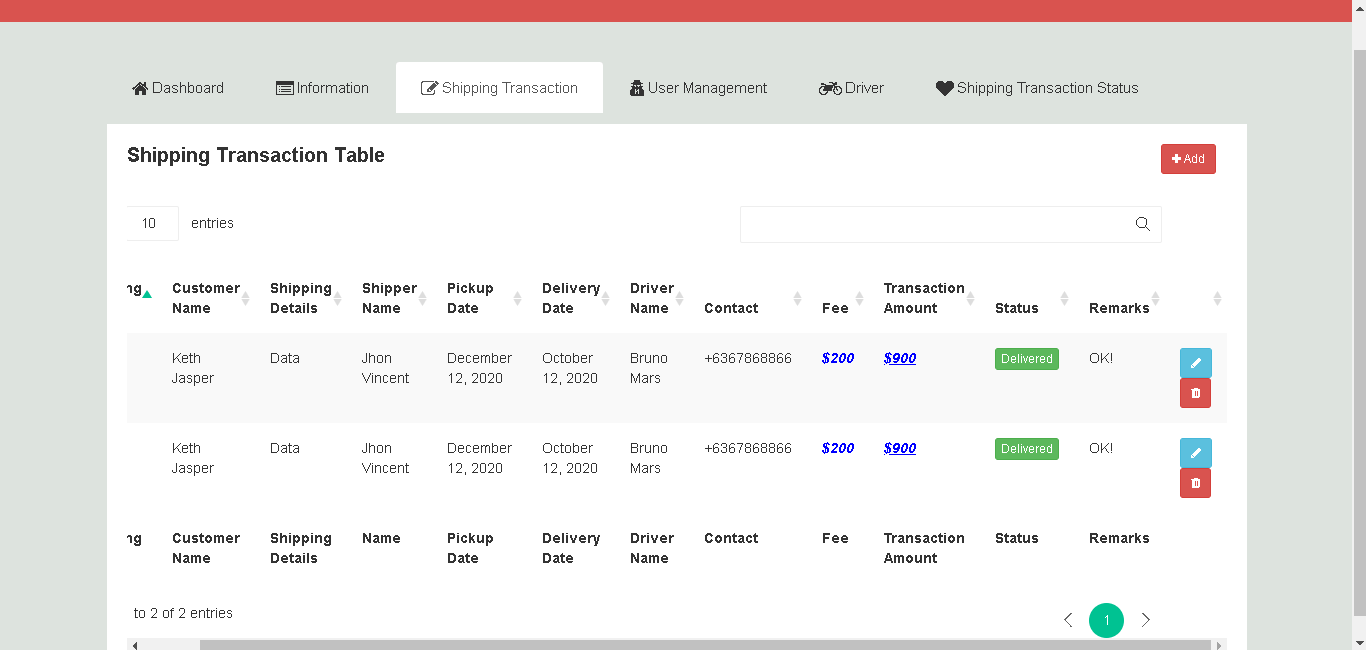 Dashboard Information Shipping Transaction User Management Driver Shipping Transaction Status
Shipping Transaction Table
Add
10 entries
ng Customer Name Shipping Details Shipper Name Pickup Date Delivery Date Driver Name Contact Fee Transaction Amount Status Remarks
Keth Jasper Data Jhon Vincent December 12, 2020 October 12, 2020 Bruno Mars +6367868866 $200 $900 Delivered OK!
Keth Jasper Data Jhon Vincent December 12, 2020 October 12, 2020 Bruno Mars +6367868866 $200 $900 Delivered OK!
ng Customer Name Shipping Details Name Pickup Date Delivery Date Driver Name Contact Fee Transaction Amount Status Remarks
to 2 of 2 entries
1